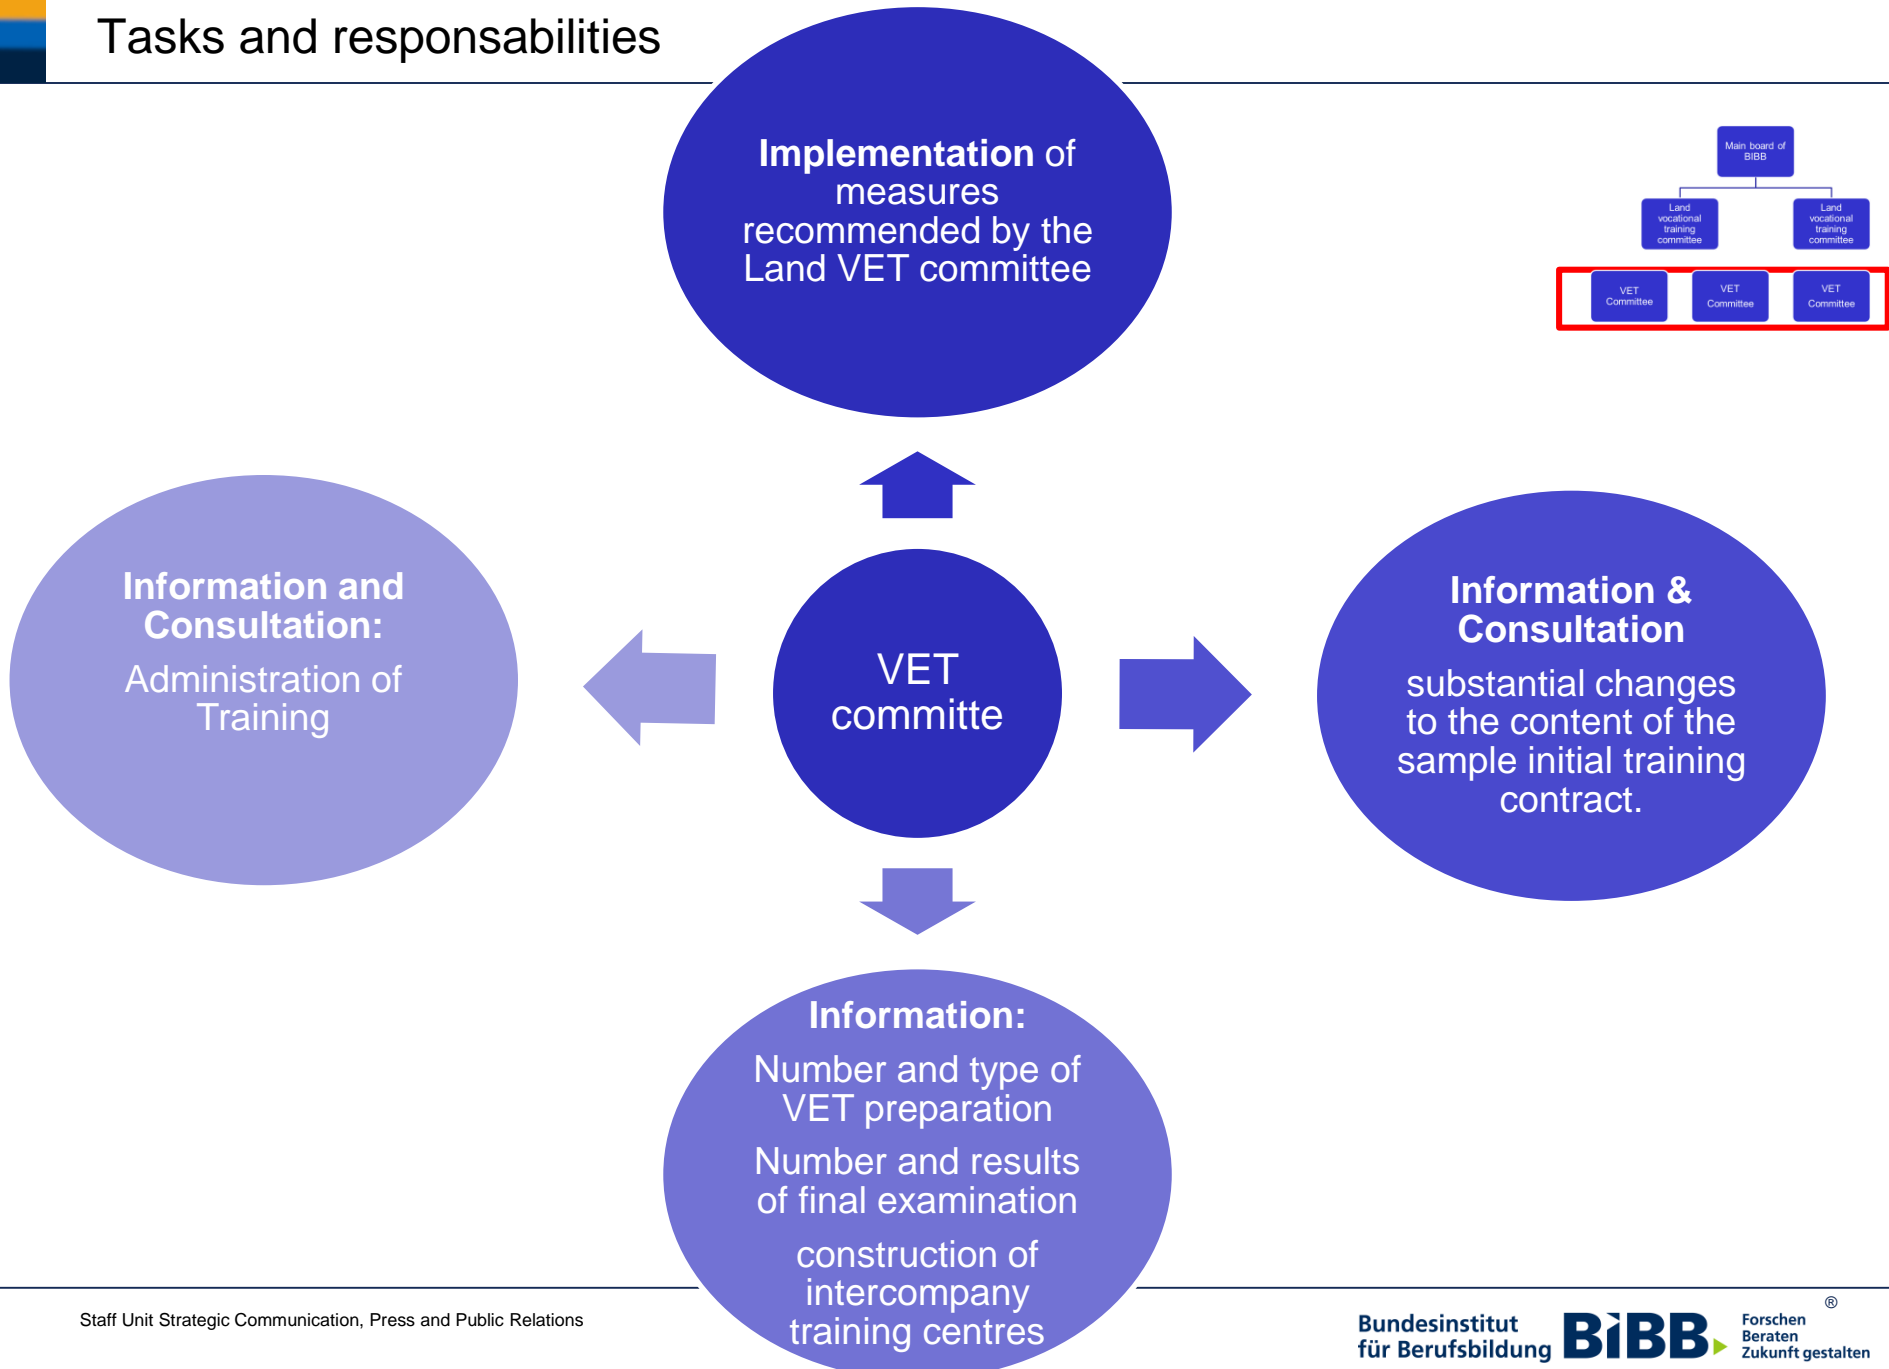 Tasks and responsabilities
Implementation of
measures
recommended by the
Land VET committee
Main board of
BIBB
Land
vocational
training
committee
Land
vocational
training
committee
VET
Committee
VET
Committee
VET
Committee
Information and
Consultation:
Administration of
Training
VET
committe
Information &
Consultation
substantial changes
to the content of the
sample initial training
contract.
Information:
Number and type of
VET preparation
Number and results
of final examination
construction of
intercompany
training centres
Staff Unit Strategic Communication, Press and Public Relations
Bundesinstitut
für Berufsbildung
BiBB
®
Forschen
Beraten
Zukunft gestalten